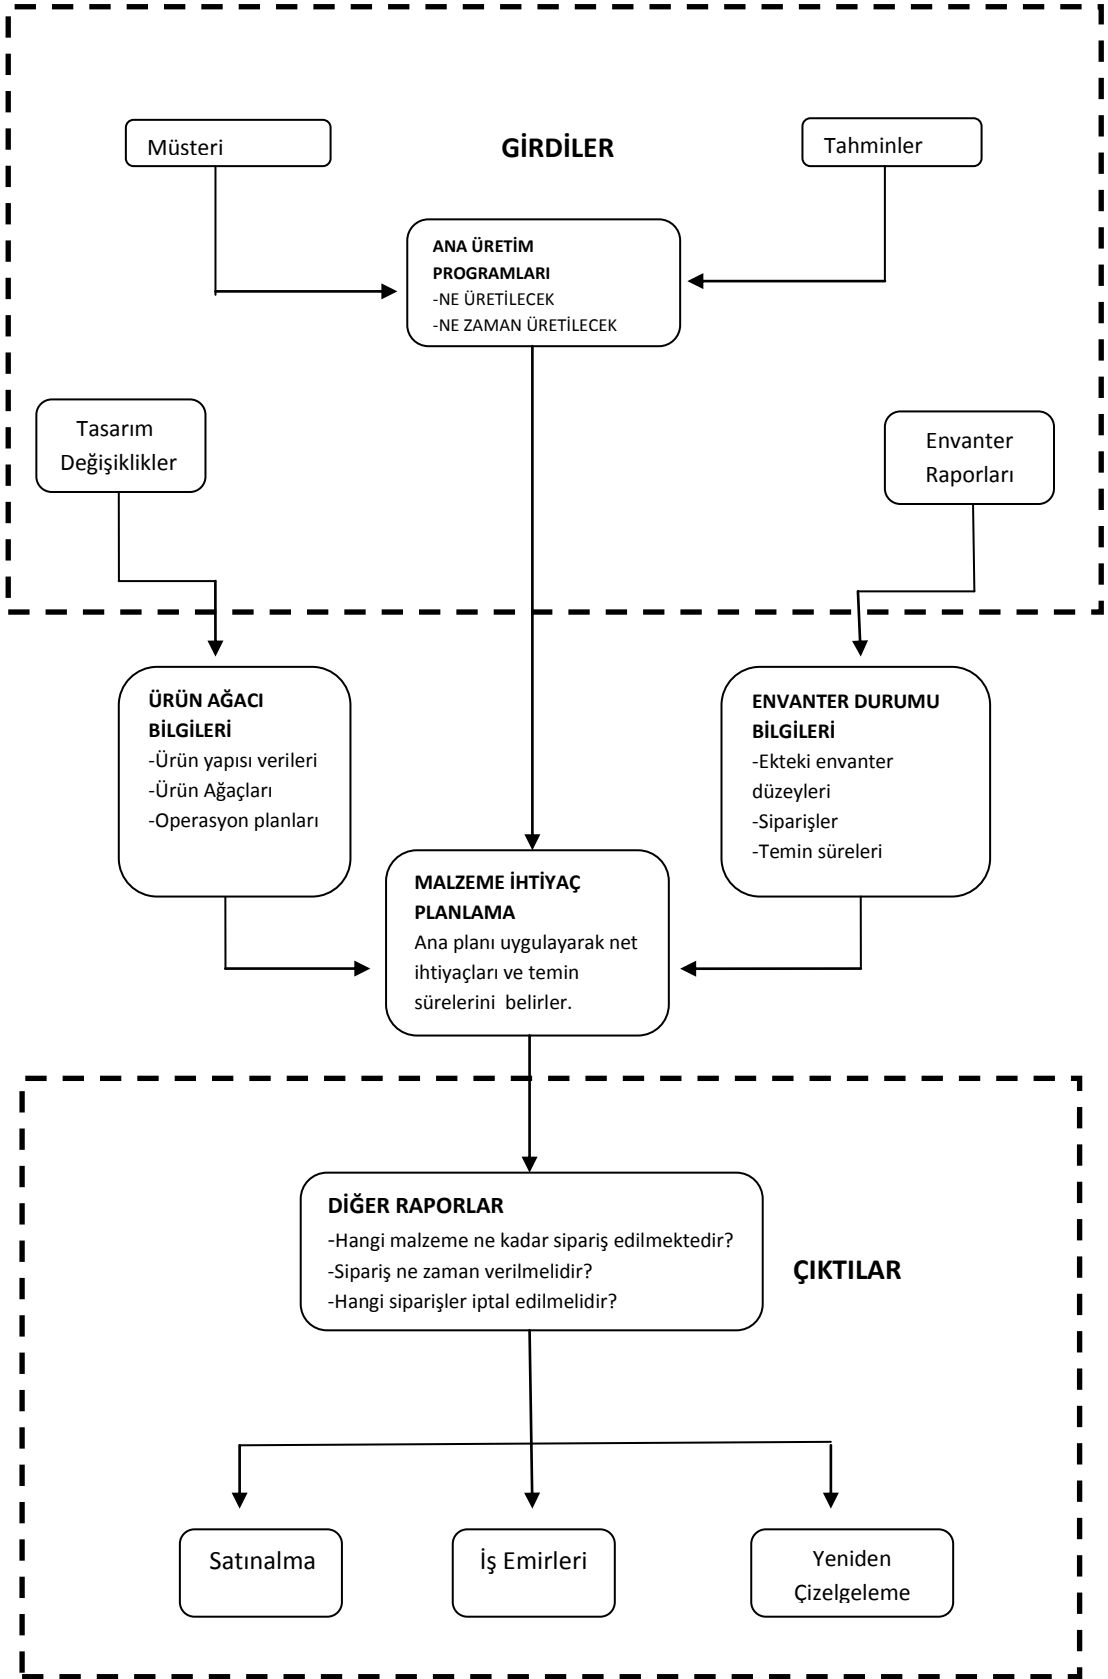 Müsteri
GİRDİLER
Tahminler
ANA ÜRETİM
PROGRAMLARI
-NE ÜRETİLECEK
-NE ZAMAN ÜRETİLECEK
Tasarım
Değişiklikler
Envanter
Raporları
ÜRÜN AĞACI
BİLGİLERİ
-Ürün yapısı verileri
-Ürün Ağaçları
-Operasyon planları
ENVANTER DURUMU
BİLGİLERİ
-Ekteki envanter
düzeyleri
-Siparişler
-Temin süreleri
MALZEME İHTİYAÇ
PLANLAMA
Ana planı uygulayarak net
ihtiyaçları ve temin
sürelerini  belirler.
DİĞER RAPORLAR
-Hangi malzeme ne kadar sipariş edilmektedir?
-Sipariş ne zaman verilmelidir?
-Hangi siparişler iptal edilmelidir?
ÇIKTILAR
Satınalma
İş Emirleri
Yeniden
Çizelgeleme